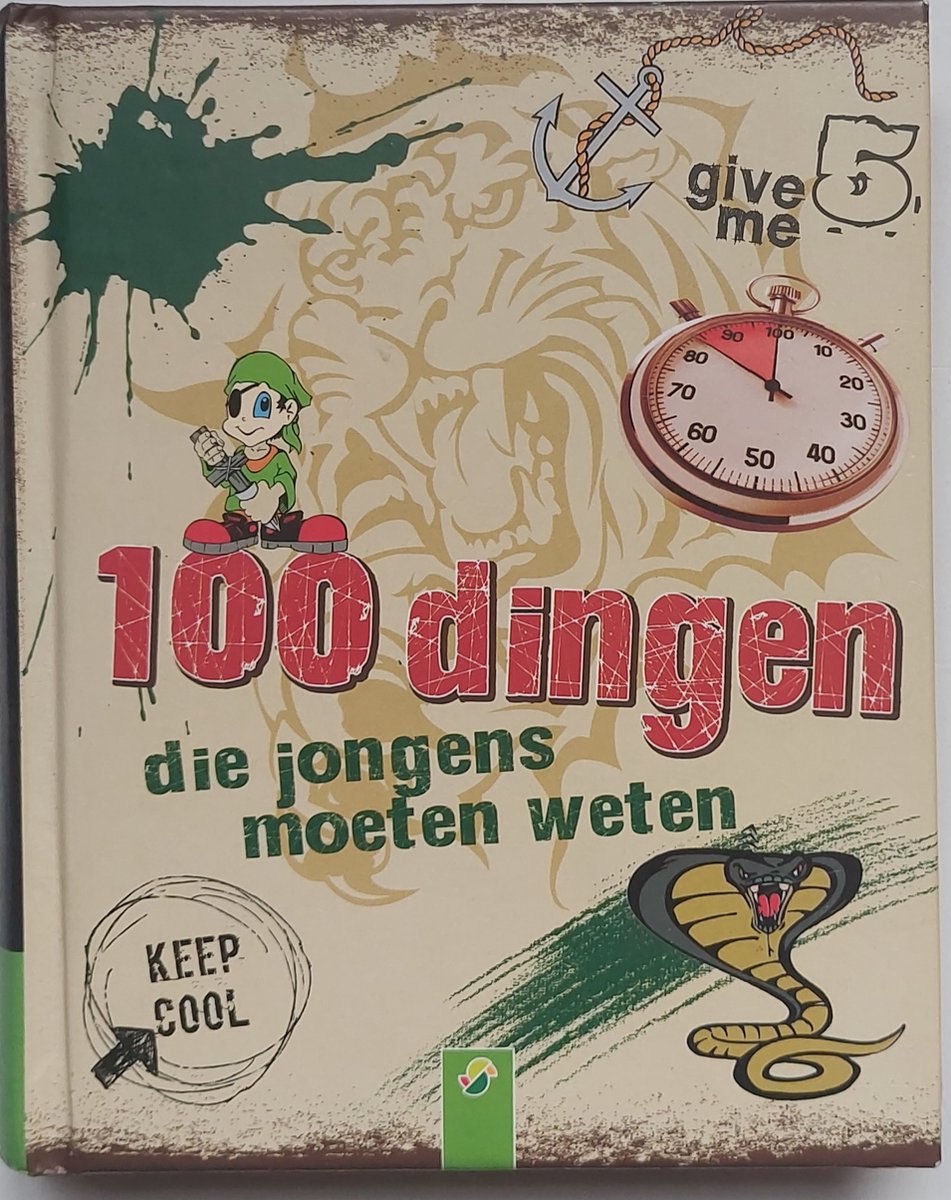 give 5
me
100
10
20
30
40
50
60
70
80
90
100 dingen
die jongens
moeten weten
KEEP
COOL